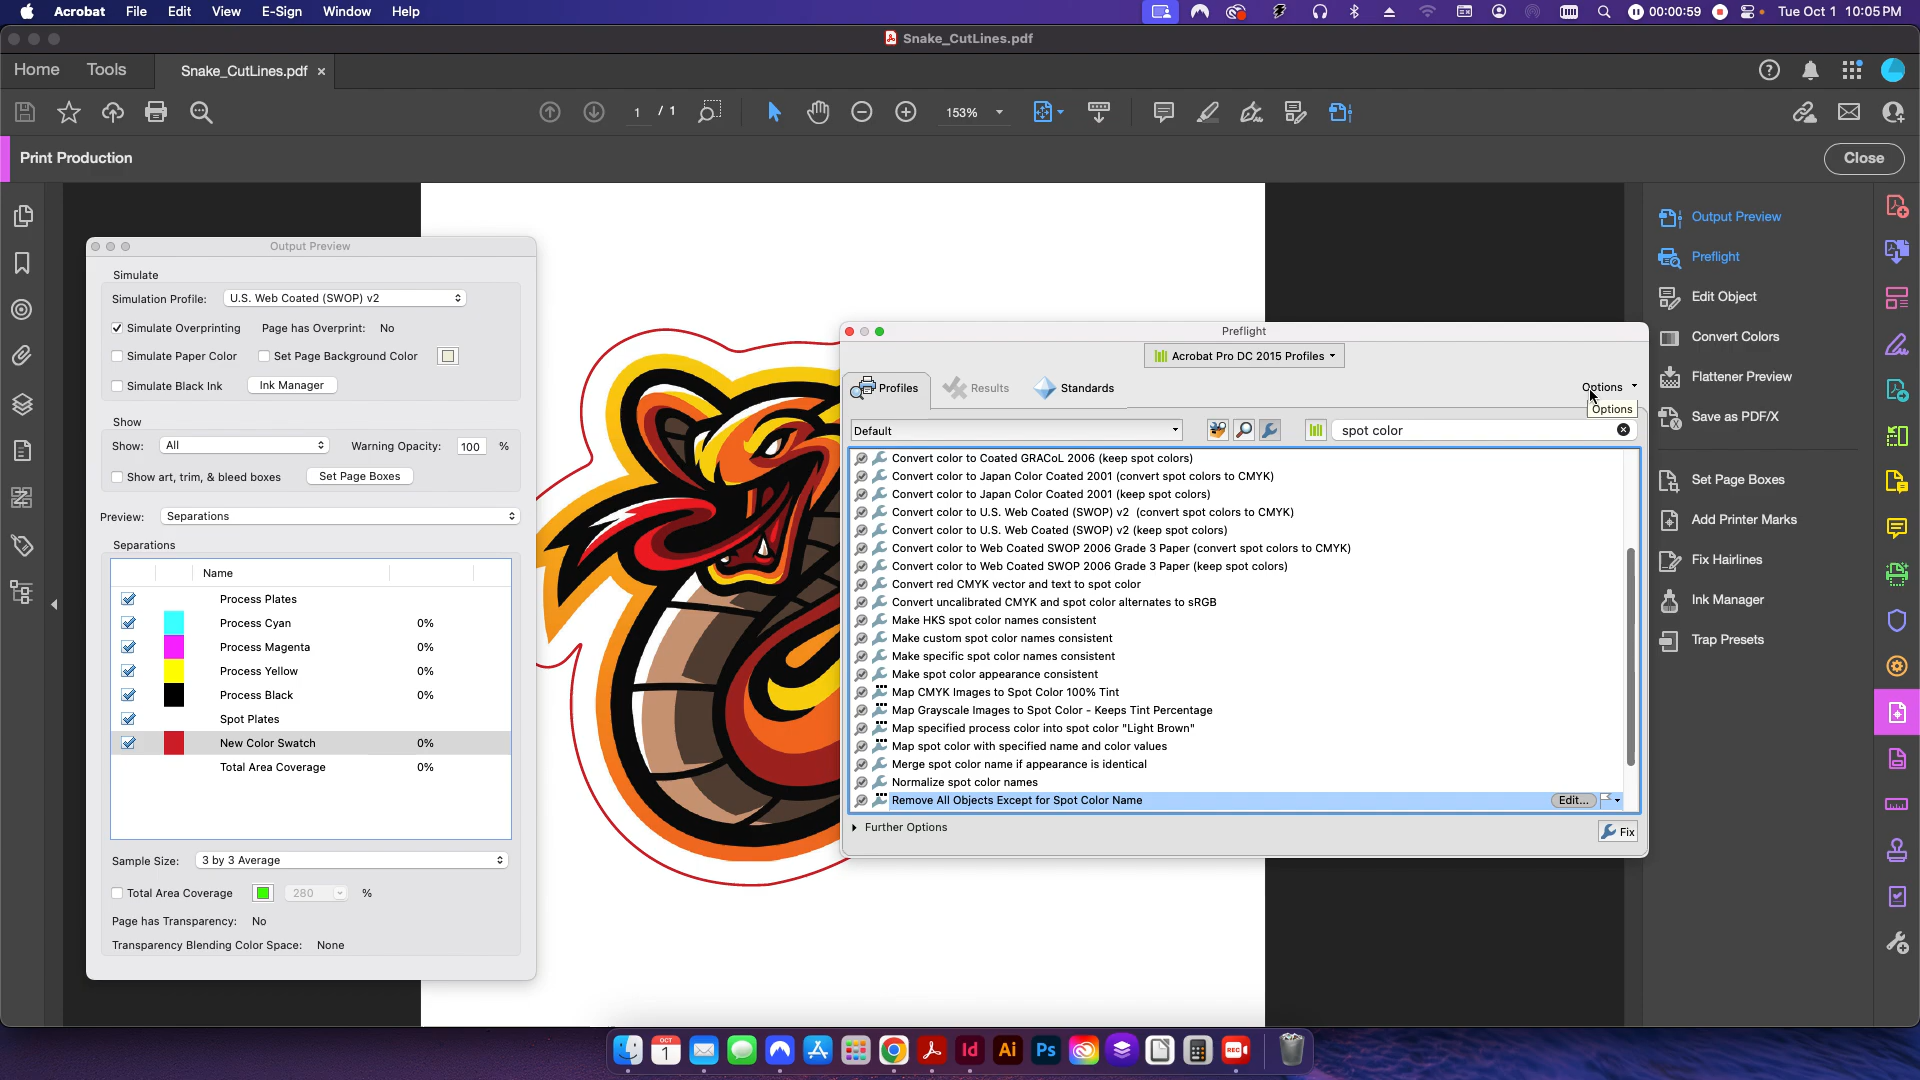 Acrobat File Edit View E-Sign Window Help 00:00:59 Tue Oct 1 10:05 PM
Snake_CutLines.pdf
Home Tools Snake_CutLines.pdf ×
1 / 1 153%
Print Production Close
Output Preview
Simulate
Simulation Profile: U.S. Web Coated (SWOP) v2
Simulate Overprinting Page has Overprint: No
Simulate Paper Color Set Page Background Color
Simulate Black Ink Ink Manager
Show
Show: All Warning Opacity: 100 %
Show art, trim, & bleed boxes Set Page Boxes
Preview: Separations
Separations
Name
Process Plates
Process Cyan 0%
Process Magenta 0%
Process Yellow 0%
Process Black 0%
Spot Plates
New Color Swatch 0%
Total Area Coverage 0%
Sample Size: 3 by 3 Average
Total Area Coverage 280 %
Page has Transparency: No
Transparency Blending Color Space: None
Preflight
Acrobat Pro DC 2015 Profiles
Profiles Results Standards Options
Options
Default spot color
Convert color to Coated GRACoL 2006 (keep spot colors)
Convert color to Japan Color Coated 2001 (convert spot colors to CMYK)
Convert color to Japan Color Coated 2001 (keep spot colors)
Convert color to U.S. Web Coated (SWOP) v2 (convert spot colors to CMYK)
Convert color to U.S. Web Coated (SWOP) v2 (keep spot colors)
Convert color to Web Coated SWOP 2006 Grade 3 Paper (convert spot colors to CMYK)
Convert color to Web Coated SWOP 2006 Grade 3 Paper (keep spot colors)
Convert red CMYK vector and text to spot color
Convert uncalibrated CMYK and spot color alternates to sRGB
Make HKS spot color names consistent
Make custom spot color names consistent
Make specific spot color names consistent
Make spot color appearance consistent
Map CMYK Images to Spot Color 100% Tint
Map Grayscale Images to Spot Color - Keeps Tint Percentage
Map specified process color into spot color "Light Brown"
Map spot color with specified name and color values
Merge spot color name if appearance is identical
Normalize spot color names
Remove All Objects Except for Spot Color Name Edit...
Further Options
Fix
Output Preview
Preflight
Edit Object
Convert Colors
Flattener Preview
Save as PDF/X
Set Page Boxes
Add Printer Marks
Fix Hairlines
Ink Manager
Trap Presets
OCT
1
Id Ai Ps REC